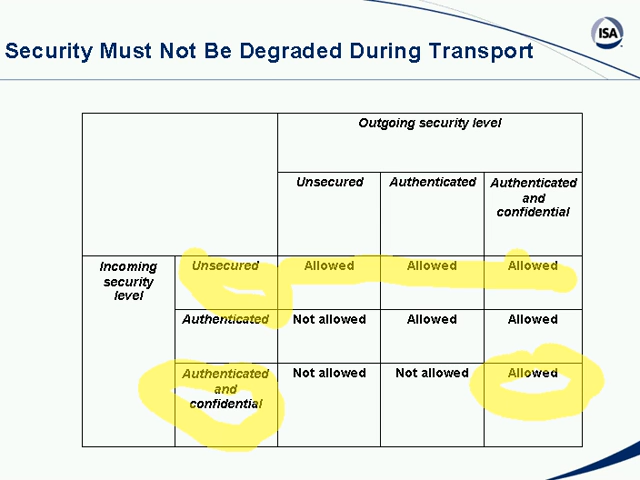 ISA
Security Must Not Be Degraded During Transport
Outgoing security level
Unsecured
Authenticated
Authenticated
and
confidential
Incoming
security
level
Unsecured
Allowed
Allowed
Allowed
Authenticated
Not allowed
Allowed
Allowed
Authenticated
and
confidential
Not allowed
Not allowed
Allowed